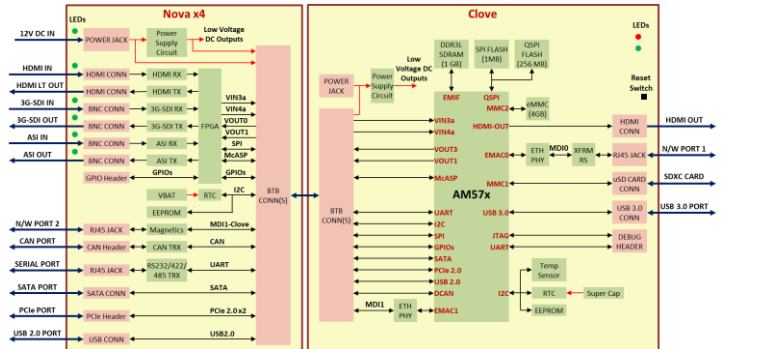 Nova x4
Clove
LEDs
12V DC IN
POWER JACK
Power
Supply
Circuit
Low Voltage
DC Outputs
HDMI IN
HDMI CONN
HDMI RX
HDMI LT OUT
HDMI CONN
HDMI TX
3G-SDI IN
BNC CONN
3G-SDI RX
3G-SDI OUT
BNC CONN
3G-SDI TX
ASI IN
BNC CONN
ASI RX
ASI OUT
BNC CONN
ASI TX
FPGA
VIN3a
VIN4a
VOUT0
VOUT1
SPI
McASP
GPIO Header
GPIOs
GPIOs
VBAT
RTC
I2C
EEPROM
BTB
CONN(S)
N/W PORT 2
RJ45 JACK
Magnetics
MDI1-Clove
CAN PORT
CAN Header
CAN TRX
CAN
SERIAL PORT
RJ45 JACK
RS232/422/
485 TRX
UART
SATA PORT
SATA CONN
SATA
PCIe PORT
PCIe Header
PCIe 2.0 x2
USB 2.0 PORT
USB CONN
USB2.0
POWER
JACK
Power
Supply
Circuit
Low Voltage
DC Outputs
DDR3L
SDRAM
(1 GB)
SPI FLASH
(1MB)
QSPI
FLASH
(256 MB)
LEDs
Reset
Switch
EMIF
QSPI
MMC2
eMMC
(4GB)
BTB
CONN(S)
VIN3a
VIN4a
VOUT3
VOUT1
McASP
UART
I2C
SPI
GPIOs
SATA
PCIe 2.0
USB 2.0
DCAN
MDI1
ETH
PHY
EMAC1
AM57x
HDMI-OUT
HDMI
CONN
HDMI OUT
EMAC0
ETH
PHY
MDI0
XFRM
RS
RJ45 JACK
N/W PORT 1
MMC1
uSD CARD
CONN
SDXC CARD
USB 3.0
USB 3.0
CONN
USB 3.0 PORT
JTAG
UART
DEBUG
HEADER
I2C
Temp
Sensor
RTC
Super Cap
EEPROM